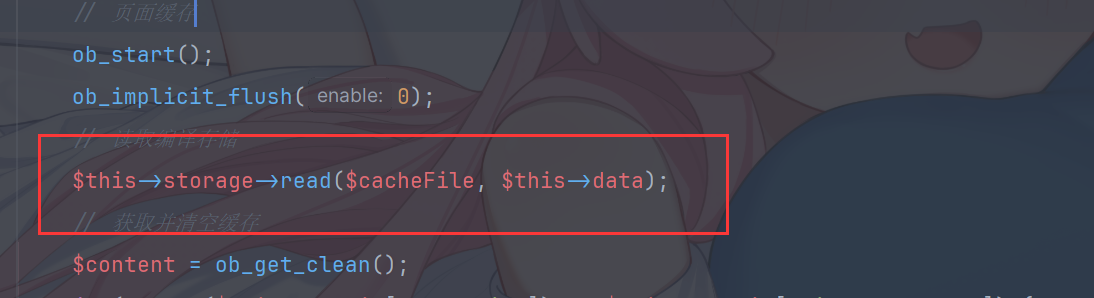 // 页面缓存
ob_start();
ob_implicit_flush( enable: 0);
// 读取编译存储
$this->storage->read($cacheFile, $this->data);
// 获取并清空缓存
$content = ob_get_clean();